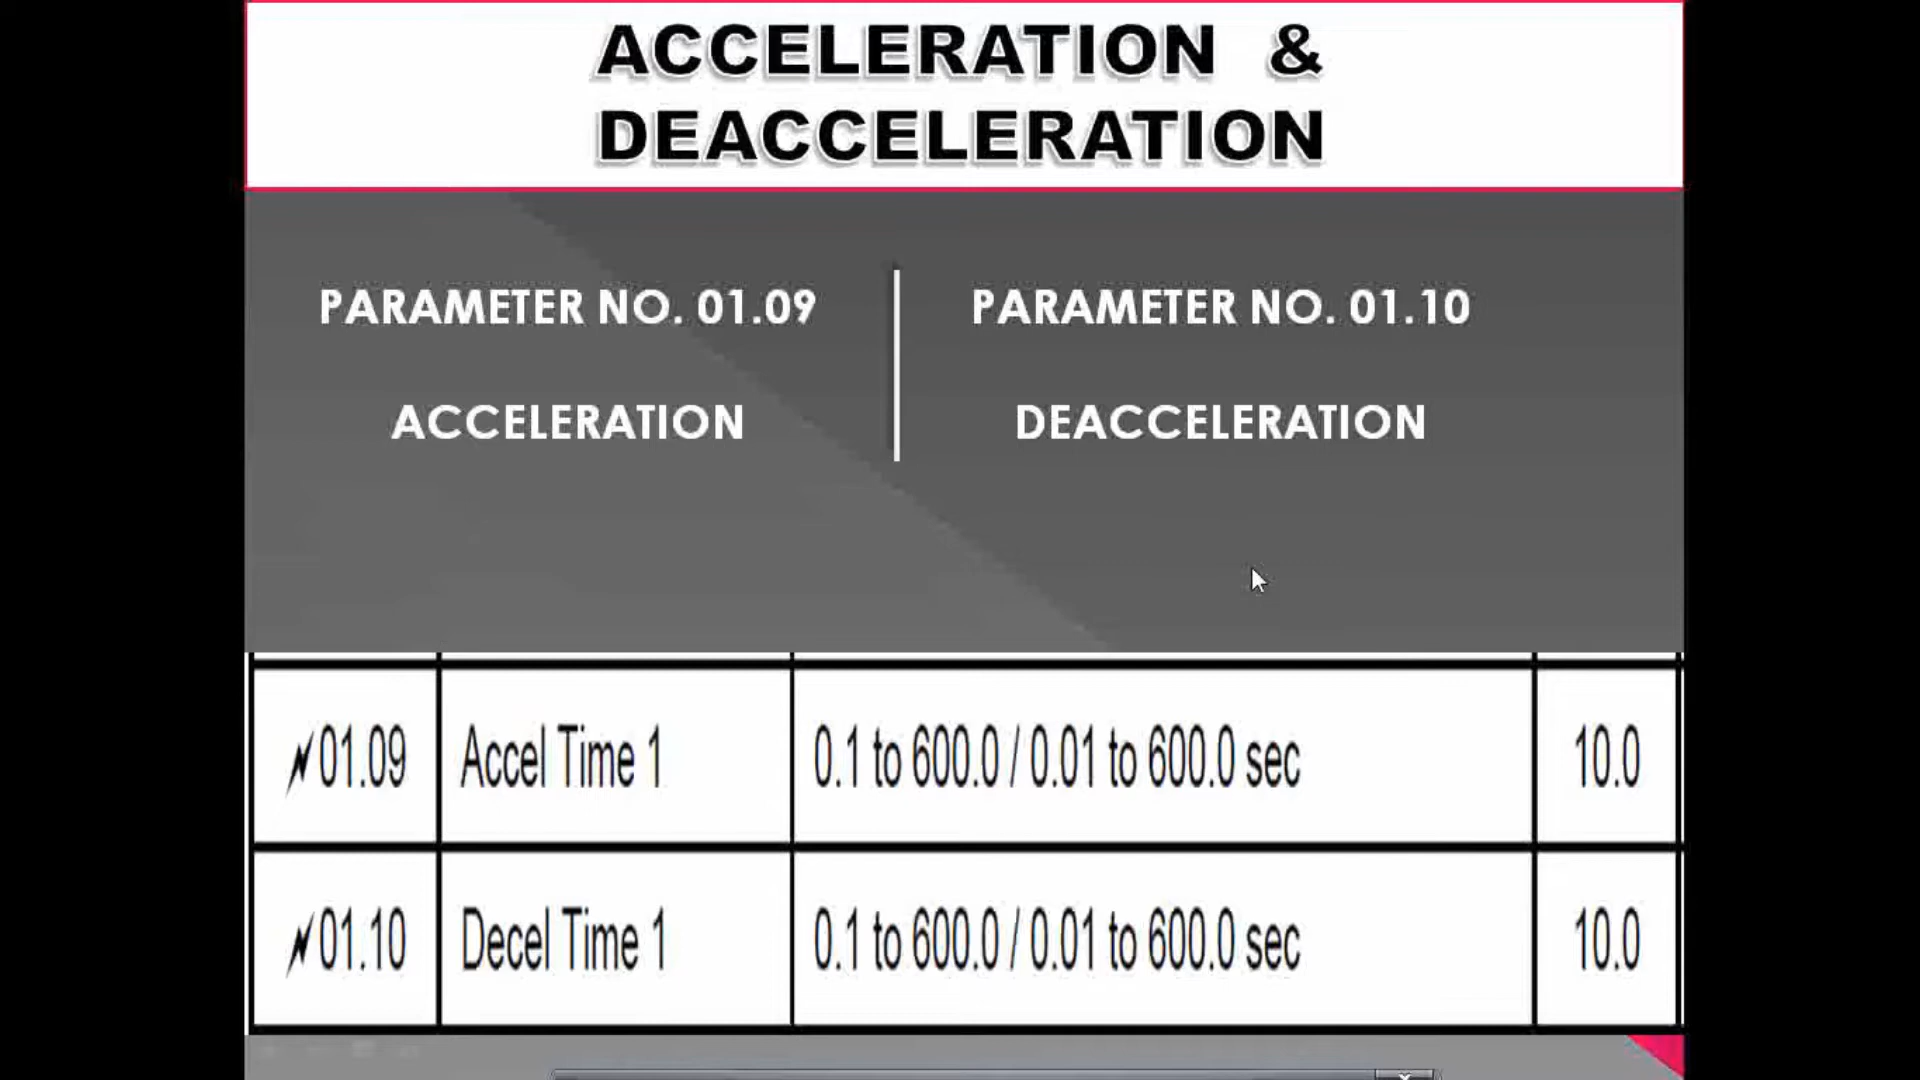 ACCELERATION &
DEACCELERATION
PARAMETER NO. 01.09
ACCELERATION
PARAMETER NO. 01.10
DEACCELERATION
01.09 Accel Time 1 0.1 to 600.0 / 0.01 to 600.0 sec 10.0
01.10 Decel Time 1 0.1 to 600.0 / 0.01 to 600.0 sec 10.0